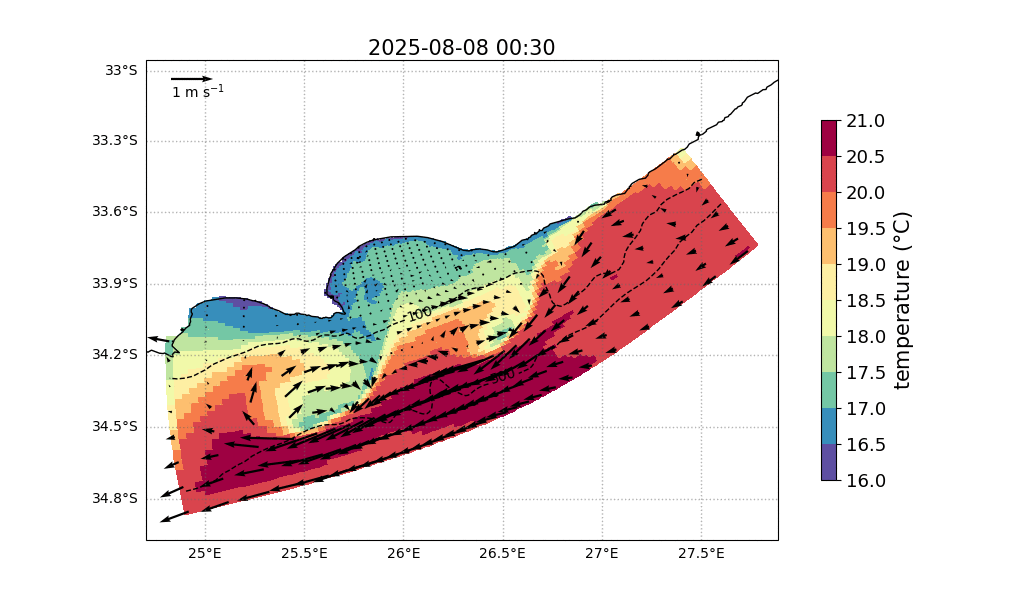 2025-08-08 00:30
1 m s⁻¹
33°S
33.3°S
33.6°S
33.9°S
34.2°S
34.5°S
34.8°S
25°E
25.5°E
26°E
26.5°E
27°E
27.5°E
100
500
21.0
20.5
20.0
19.5
19.0
18.5
18.0
17.5
17.0
16.5
16.0
temperature (°C)